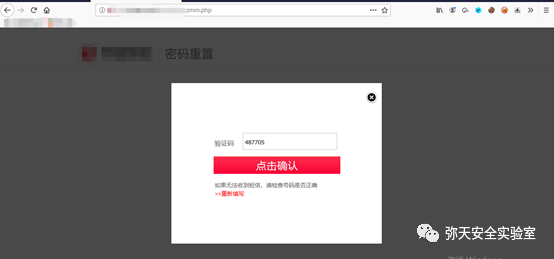 zmm.php
密码重置
验证码 487705
点击确认
如果无法收到短信，请检查号码是否正确
>>重新填写
弥天安全实验室